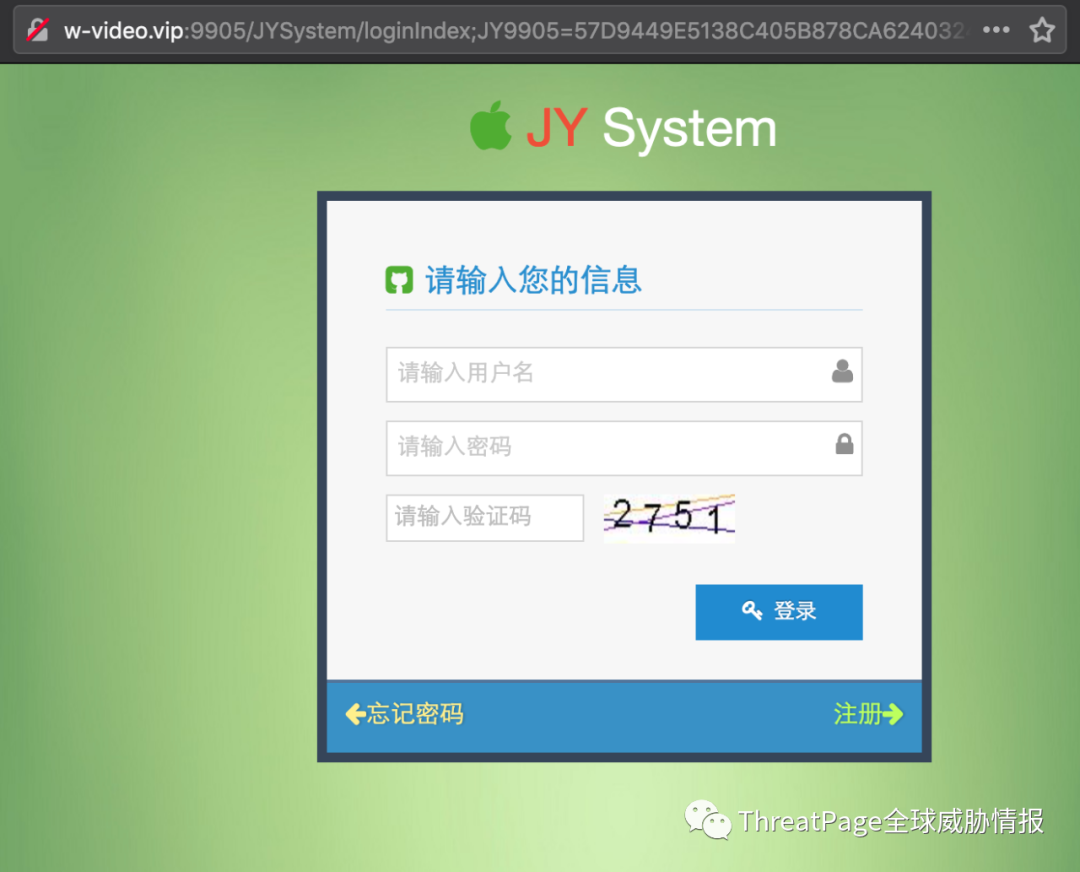 w-video.vip:9905/JYSystem/loginIndex;JY9905=57D9449E5138C405B878CA624032
JY System
请输入您的信息
请输入用户名
请输入密码
请输入验证码
2751
登录
忘记密码
注册
ThreatPage全球威胁情报